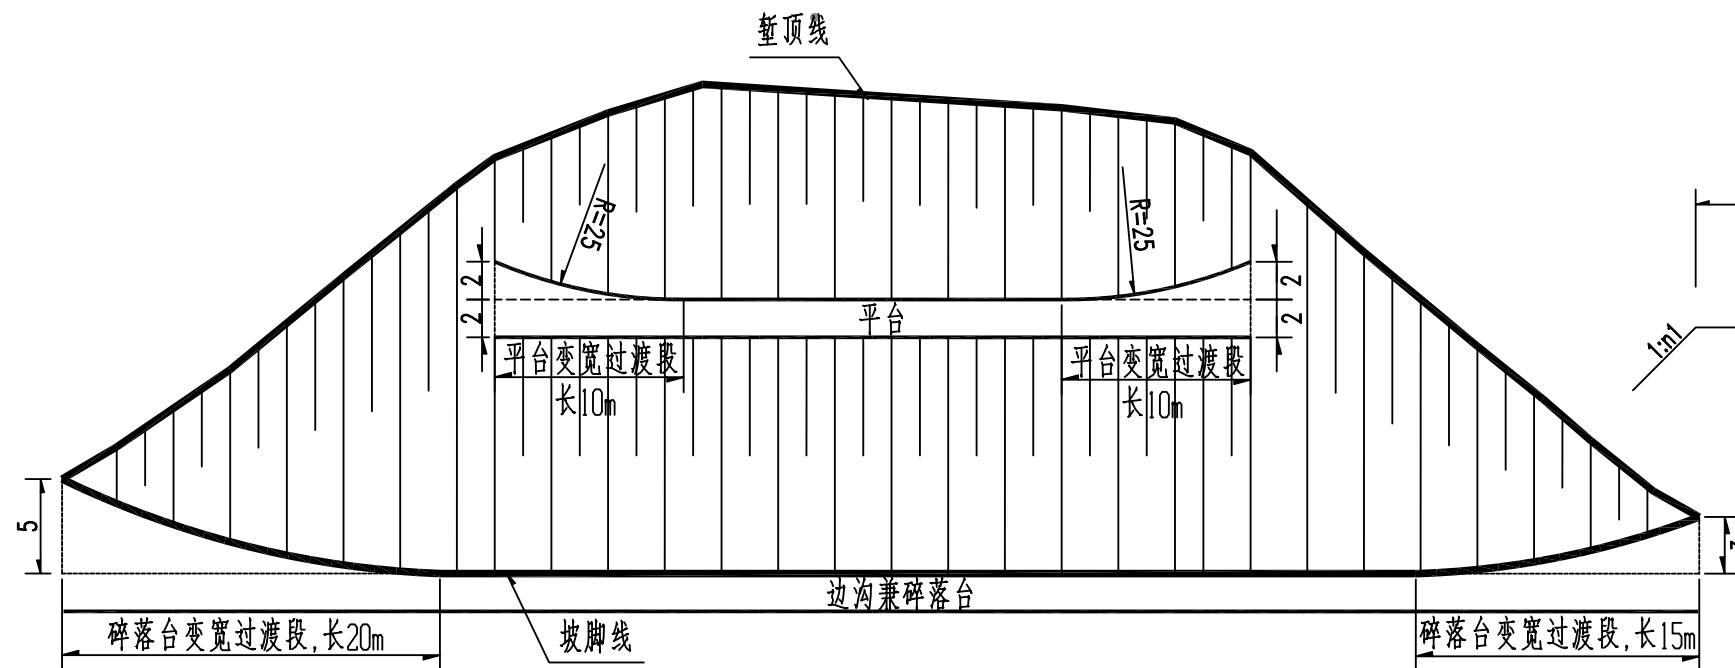 堑顶线
R=25
R=25
2
2
2
2
平台
平台变宽过渡段
长10m
平台变宽过渡段
长10m
1:n1
5
边沟兼碎落台
碎落台变宽过渡段,长20m
坡脚线
碎落台变宽过渡段,长15m